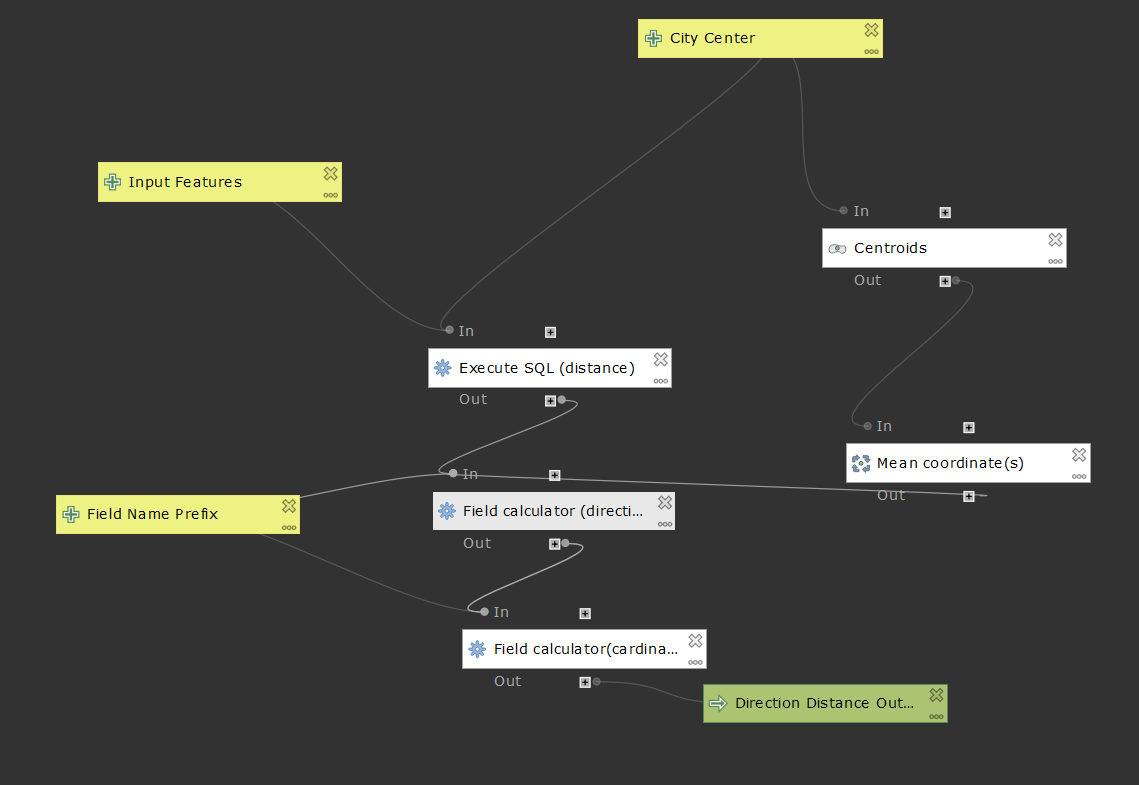 City Center
Input Features
In
Centroids
Out
In
Execute SQL (distance)
Out
In
Mean coordinate(s)
Out
In
Field calculator (directi...
Out
Field Name Prefix
In
Field calculator(cardina...
Out
Direction Distance Out...